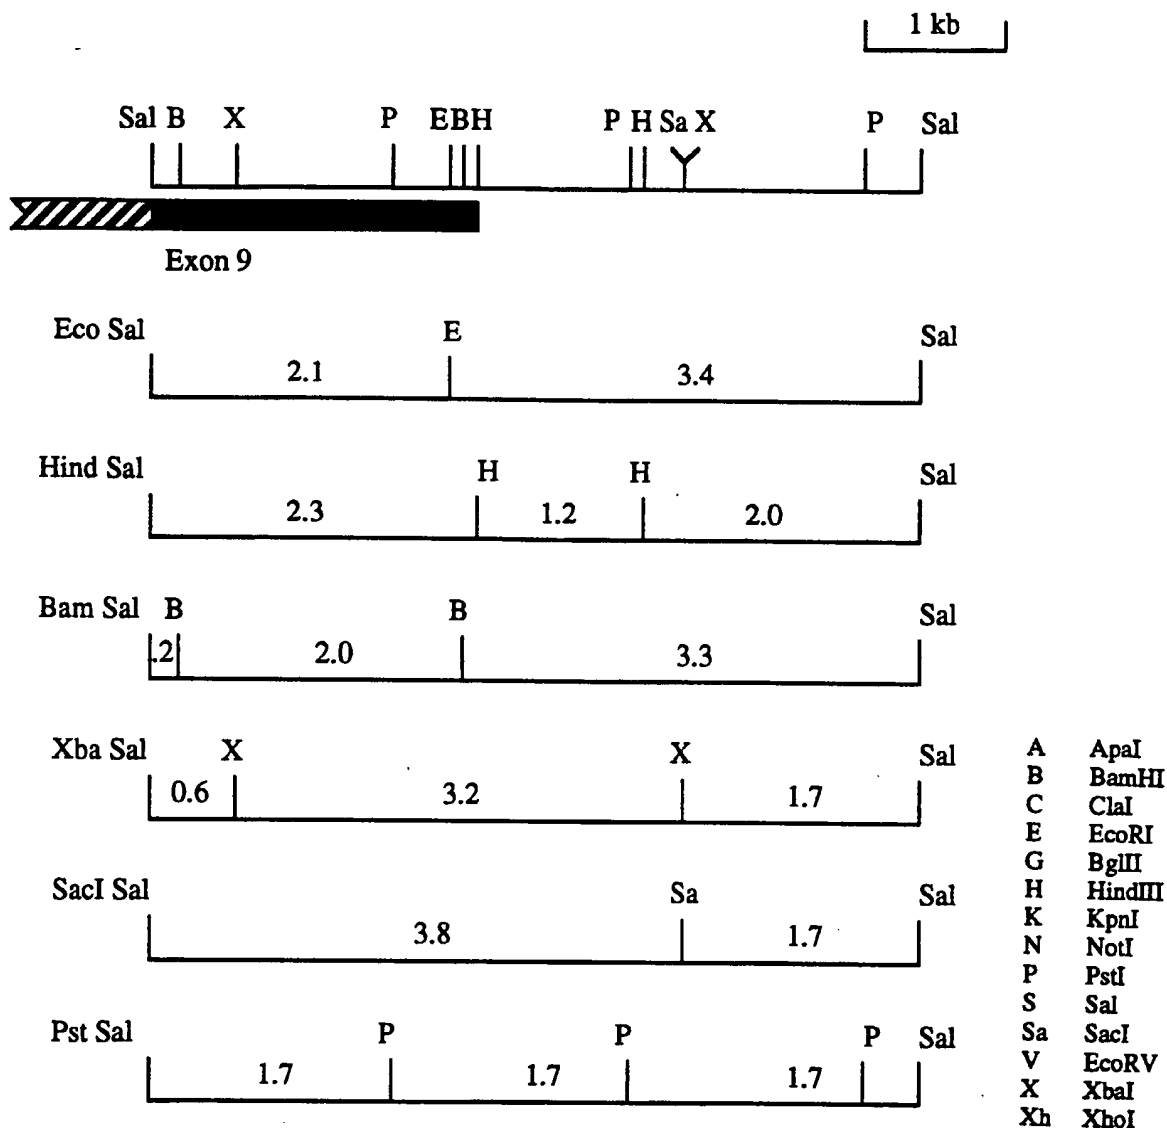 1 kb
Sal B X P E B H P H Sa X P Sal
Exon 9
Eco Sal E Sal
2.1 3.4
Hind Sal H H Sal
2.3 1.2 2.0
Bam Sal B B Sal
.2 2.0 3.3
Xba Sal X X Sal
0.6 3.2 1.7
SacI Sal Sa Sal
3.8 1.7
Pst Sal P P P Sal
1.7 1.7 1.7
A ApaI
B BamHI
C ClaI
E EcoRI
G BglII
H HindIII
K KpnI
N NotI
P PstI
S Sal
Sa SacI
V EcoRV
X XbaI
Xh XhoI